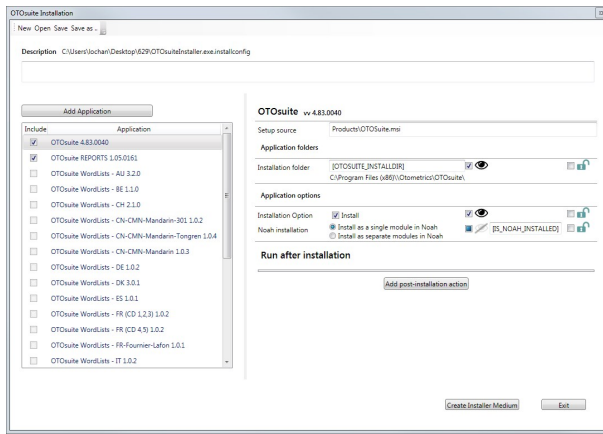 OTOsuite Installation
New Open Save Save as
Description C:\Users\lochan\Desktop\629\OTOsuiteInstaller.exe.installconfig
Add Application
Include Application
OTOsuite 4.83.0040
OTOsuite REPORTS 1.05.0161
OTOsuite WordLists - AU 3.2.0
OTOsuite WordLists - BE 1.1.0
OTOsuite WordLists - CH 2.1.0
OTOsuite WordLists - CN-CMN-Mandarin-301 1.0.2
OTOsuite WordLists - CN-CMN-Mandarin-Tongren 1.0.4
OTOsuite WordLists - CN-CMN-Mandarin 1.0.3
OTOsuite WordLists - DE 1.0.2
OTOsuite WordLists - DK 3.0.1
OTOsuite WordLists - ES 1.0.1
OTOsuite WordLists - FR (CD 1,2,3) 1.0.2
OTOsuite WordLists - FR (CD 4,5) 1.0.2
OTOsuite WordLists - FR-Fournier-Lafon 1.0.1
OTOsuite WordLists - IT 1.0.2
OTOsuite vv 4.83.0040
Setup source Products\OTOSuite.msi
Application folders
Installation folder [OTOSUITE_INSTALLDIR]
C:\Program Files (x86)\\Otometrics\OTOsuite\
Application options
Installation Option Install
Noah installation Install as a single module in Noah [IS_NOAH_INSTALLED]
Install as separate modules in Noah
Run after installation
Add post-installation action
Create Installer Medium Exit